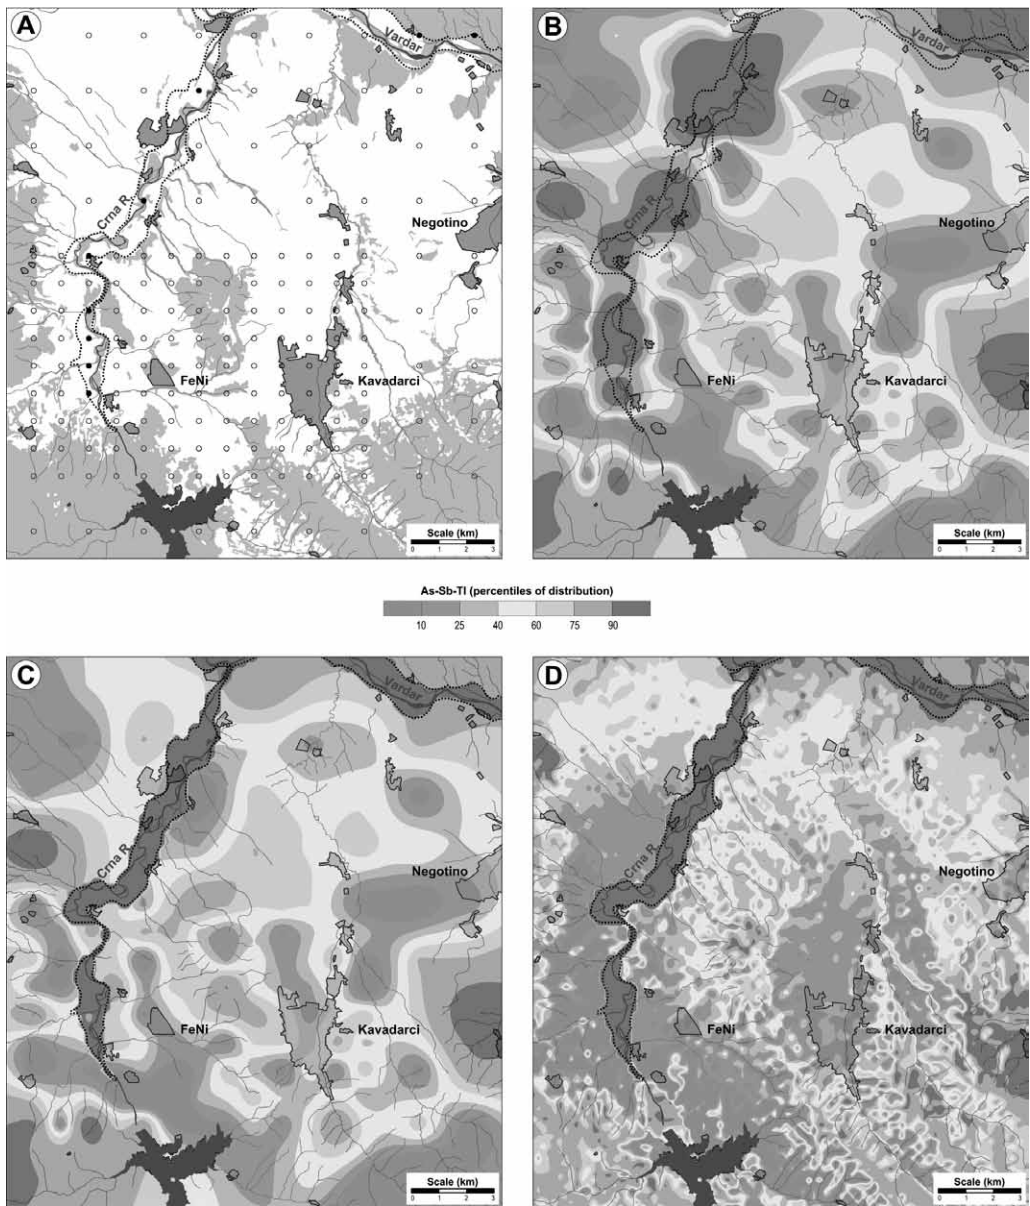 A
Vardar
Crna R.
Negotino
FeNi
Kavadarci
Scale (km)
0 1 2 3
B
Vardar
Crna R.
Negotino
FeNi
Kavadarci
Scale (km)
0 1 2 3
As-Sb-Tl (percentiles of distribution)
10 25 40 60 75 90
C
Vardar
Crna R.
Negotino
FeNi
Kavadarci
Scale (km)
0 1 2 3
D
Vardar
Crna R.
Negotino
FeNi
Kavadarci
Scale (km)
0 1 2 3